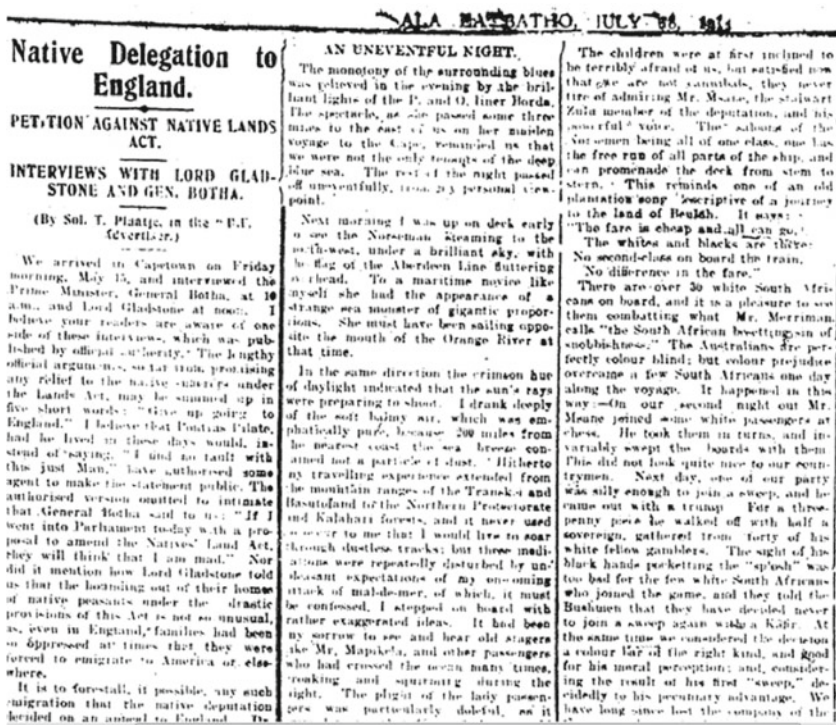 ALA BATBATHO, JULY
Native Delegation to
England.
PETITION AGAINST NATIVE LANDS
ACT.
INTERVIEWS WITH LORD GLAD-
STONE AND GEN. BOTHA.
(By Sol. T. Plaatje, in the
Advertiser.)
We arrived in Capetown on Friday
morning, May 15, and interviewed the
Prime Minister, General Botha, at 10
a.m., and Lord Gladstone at noon. I
believe your readers are aware of one
side of these interviews, which was pub-
lished by official authority. The lengthy
official arguments, so far from promising
any relief to the native under
the Lands Act, may be summed up in
five short words: "Give up going to
England." I believe that Pontius Pilate,
had he lived in these days would, in-
stead of saying, "I find no fault with
this just Man," have authorised some
agent to make the statement public. The
authorised version omitted to intimate
that General Botha said to us: "If I
went into Parliament to-day with a pro-
posal to amend the Natives' Land Act,
they will think that I am mad." Nor
did it mention how Lord Gladstone told
us that the hounding out of their homes
of native peasants under the drastic
provisions of this Act is not so unusual,
as, even in England, families had been
so oppressed at times that they were
forced to emigrate to America or else-
where.
It is to forestall, if possible, any such
emigration that the native deputation
decided on an appeal to England.
AN UNEVENTFUL NIGHT.
The monotony of the surrounding blues
was relieved in the evening by the bril-
liant lights of the P. and O. liner Borda.
The spectacle, as she passed some three
miles to the east of us on her maiden
voyage to the Cape, reminded us that
we were not the only tenants of the deep
blue sea. The rest of the night passed
off uneventfully, from my personal view-
point.
Next morning I was up on deck early
to see the Norseman steaming to the
north-west, under a brilliant sky, with
the flag of the Aberdeen Line fluttering
overhead. To a maritime novice like
myself she had the appearance of a
strange sea monster of gigantic propor-
tions. She must have been sailing oppo-
site the mouth of the Orange River at
that time.
In the same direction the crimson hue
of daylight indicated that the sun's rays
were preparing to shoot. I drank deeply
of the soft balmy air, which was em-
phatically pure, because 200 miles from
the nearest coast the sea breeze con-
tained not a particle of dust. Hitherto
my travelling experience extended from
the mountain ranges of the Transkei and
Basutoland to the Northern Protectorate
and Kalahari forests, and it never used
to occur to me that I would live to soar
through dustless tracks; but these medi-
ations were repeatedly disturbed by un-
pleasant expectations of my oncoming
attack of mal-de-mer, of which, it must
be confessed, I stepped on board with
rather exaggerated ideas. It had been
my sorrow to see and hear old stagers
like Mr. Mapikela, and other passengers
who had crossed the ocean many times,
croaking and squirming during the
night. The plight of the lady passen-
gers was particularly doleful, as it
The children were at first inclined to
be terribly afraid of us, but satisfied now
that we are not cannibals, they never
tire of admiring Mr. Msane, the stalwart
Zulu member of the deputation, and his
powerful voice. The saloons of the
Norsemen being all of one class, one has
the free run of all parts of the ship, and
can promenade the deck from stem to
stern. This reminds one of an old
plantation song descriptive of a journey
to the land of Beulah. It says:
"The fare is cheap and all can go.
The whites and blacks are there.
No second-class on board the train,
No difference in the fare."
There are over 30 white South Afri-
cans on board, and it is a pleasure to see
them combatting what Mr. Merriman
calls "the South African besetting sin of
snobbishness." The Australians are per-
fectly colour blind; but colour prejudice
overcame a few South Africans one day
along the voyage. It happened in this
way:—On our second night out Mr.
Msane joined some white passengers at
chess. He took them in turns, and in-
variably swept the boards with them
This did not look quite nice to our coun-
trymen. Next day, one of our party
was silly enough to join a sweep, and he
came out with a trump For a three-
penny piece he walked off with half a
sovereign, gathered from forty of his
white fellow gamblers. The sight of his
black hands pocketting the "splosh" was
too bad for the few white South Africans
who joined the game, and they told the
Bushmen that they have decided never
to join a sweep again with a Kafir. At
the same time we considered the decision
a colour bar of the right kind, and good
for his moral perception; and, consider-
ing the result of his first "sweep," de-
cidedly to his pecuniary advantage. We
have long since lost the company of the